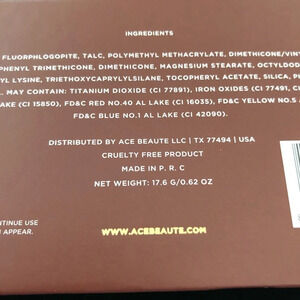 INGREDIENTS
FLUORPHLOGOPITE, TALC, POLYMETHYL METHACRYLATE, DIMETHICONE/VIN
PHENYL TRIMETHICONE, DIMETHICONE, MAGNESIUM STEARATE, OCTYLDOD
YL LYSINE, TRIETHOXYCAPRYLYLSILANE, TOCOPHERYL ACETATE, SILICA, P
. MAY CONTAIN: TITANIUM DIOXIDE (CI 77891), IRON OXIDES (CI 77491, C
LAKE (CI 15850), FD&C RED NO.40 AL LAKE (CI 16035), FD&C YELLOW NO.5
FD&C BLUE NO.1 AL LAKE (CI 42090).
DISTRIBUTED BY ACE BEAUTE LLC | TX 77494 | USA
CRUELTY FREE PRODUCT
MADE IN P. R. C
NET WEIGHT: 17.6 G/0.62 OZ
NTINUE USE
APPEAR.
WWW.ACEBEAUTE.COM